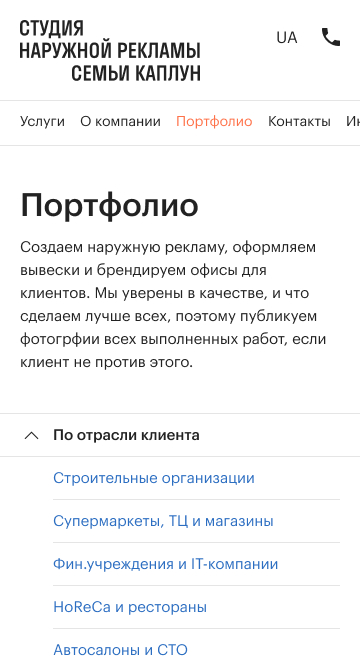 СТУДИЯ
НАРУЖНОЙ РЕКЛАМЫ
СЕМЬИ КАПЛУН
UA
Услуги О компании Портфолио Контакты
Портфолио
Создаем наружную рекламу, оформляем
вывески и брендируем офисы для
клиентов. Мы уверены в качестве, и что
сделаем лучше всех, поэтому публикуем
фотогрфии всех выполненных работ, если
клиент не против этого.
По отрасли клиента
Строительные организации
Супермаркеты, ТЦ и магазины
Фин.учреждения и IT-компании
HoReCa и рестораны
Автосалоны и СТО